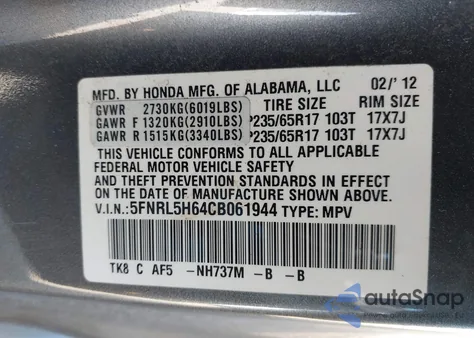 MFD. BY HONDA MFG. OF ALABAMA, LLC 02/'12
GVWR 2730KG(6019LBS) TIRE SIZE RIM SIZE
GAWR F 1320KG(2910LBS) P235/65R17 103T 17X7J
GAWR R 1515KG(3340LBS) P235/65R17 103T 17X7J
THIS VEHICLE CONFORMS TO ALL APPLICABLE
FEDERAL MOTOR VEHICLE SAFETY
AND THEFT PREVENTION STANDARDS IN EFFECT
ON THE DATE OF MANUFACTURE SHOWN ABOVE.
V.I.N.:5FNRL5H64CB061944 TYPE: MPV
TK8 C AF5 -NH737M -B -B
autoSnap